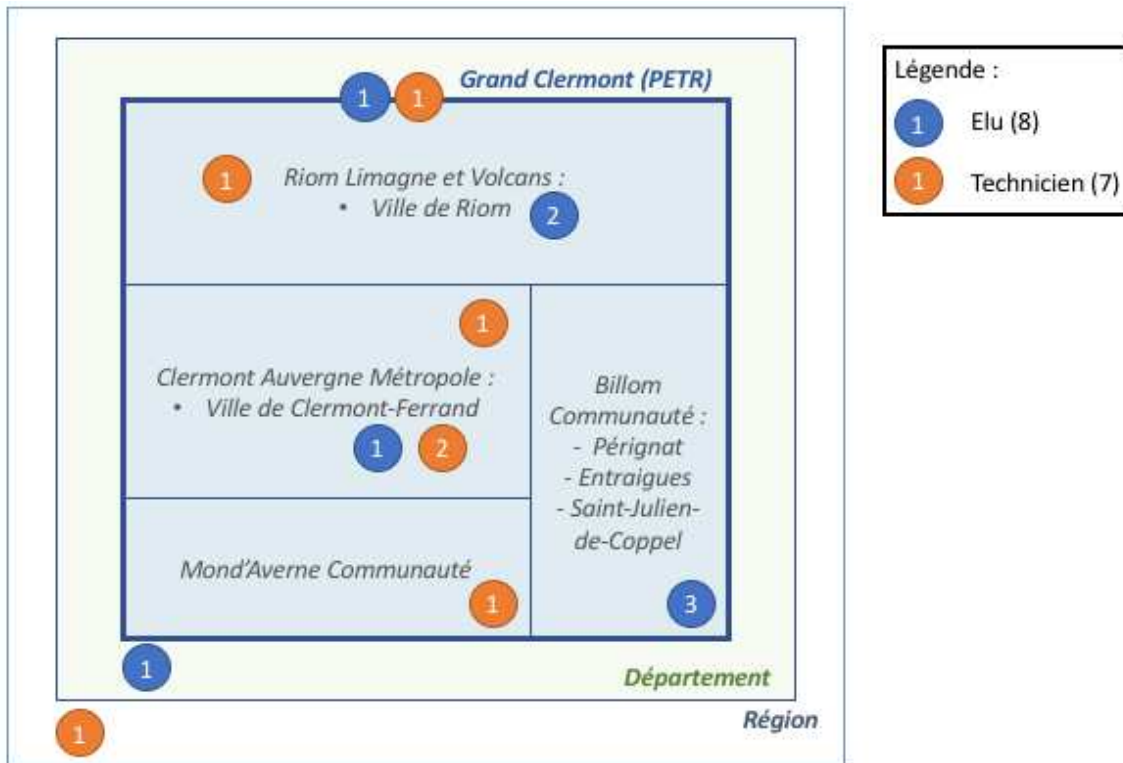 Grand Clermont (PETR)
1 1
1 Riom Limagne et Volcans :
• Ville de Riom 2
1
Clermont Auvergne Métropole :
• Ville de Clermont-Ferrand
1 2
Billom
Communauté :
- Pérignat
- Entraigues
- Saint-Julien-
de-Coppel
3
Mond’Averne Communauté
1
1
Département
1
Région
Légende :
1 Elu (8)
1 Technicien (7)